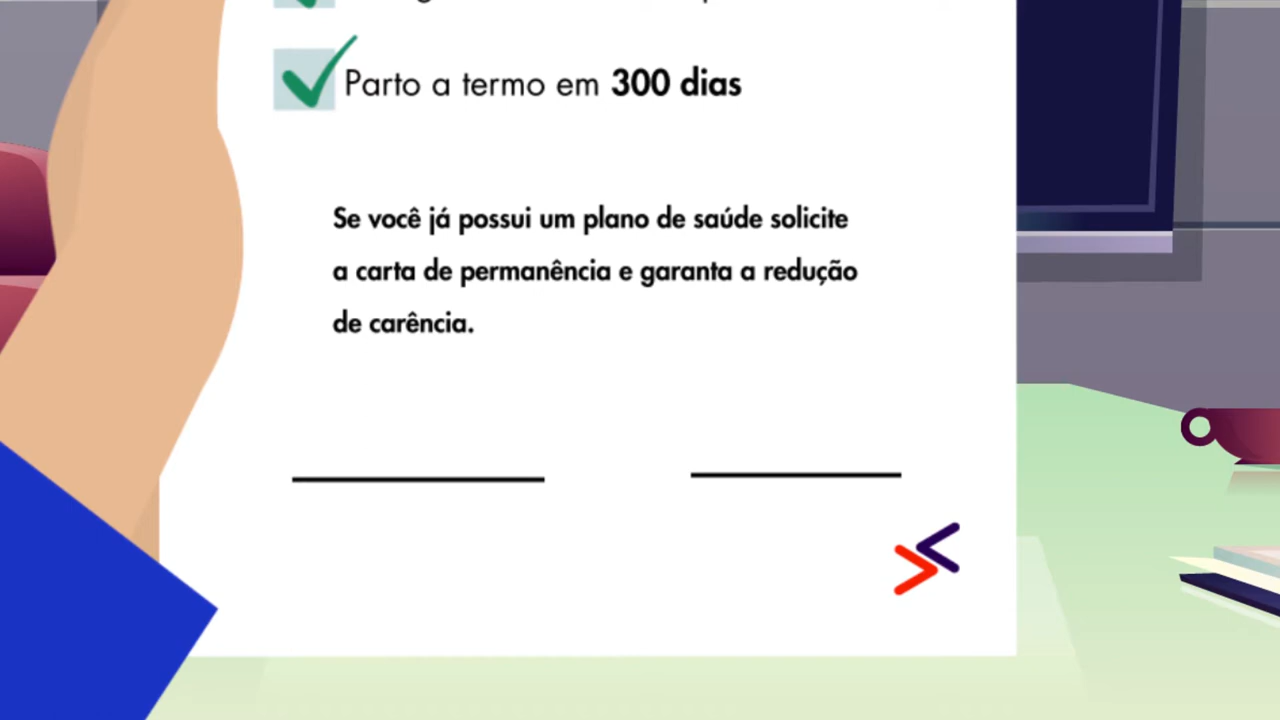 Parto a termo em 300 dias
Se você já possui um plano de saúde solicite
a carta de permanência e garanta a redução
de carência.